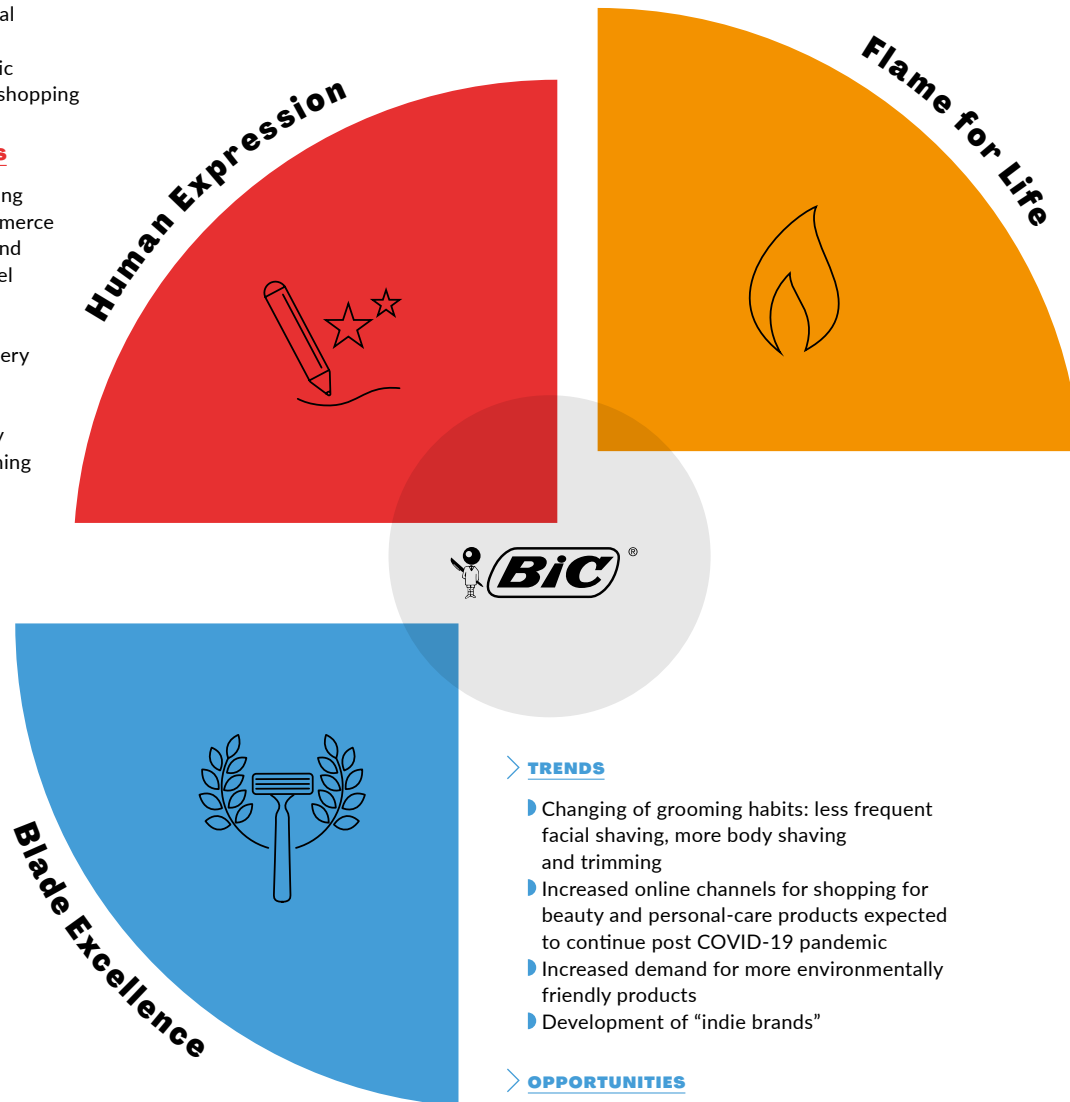 shopping
Human Expression
Flame for Life
BiC ®
Blade Excellence
TRENDS
Changing of grooming habits: less frequent
facial shaving, more body shaving
and trimming
Increased online channels for shopping for
beauty and personal-care products expected
to continue post COVID-19 pandemic
Increased demand for more environmentally
friendly products
Development of “indie brands”
OPPORTUNITIES